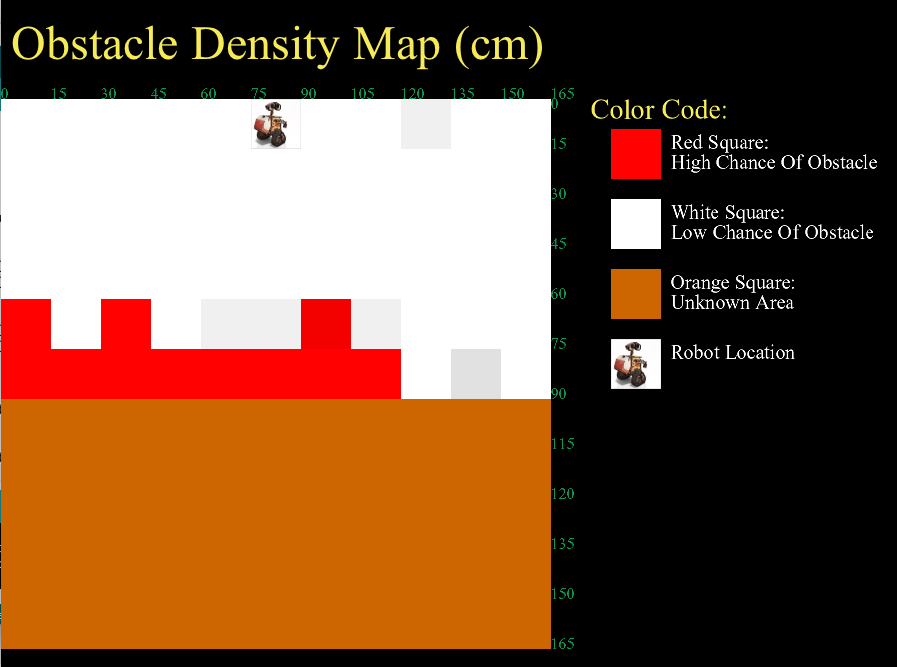 Obstacle Density Map (cm)
0 15 30 45 60 75 90 105 120 135 150 165
0
15
30
45
60
75
90
115
120
135
150
165
Color Code:
Red Square:
High Chance Of Obstacle
White Square:
Low Chance Of Obstacle
Orange Square:
Unknown Area
Robot Location